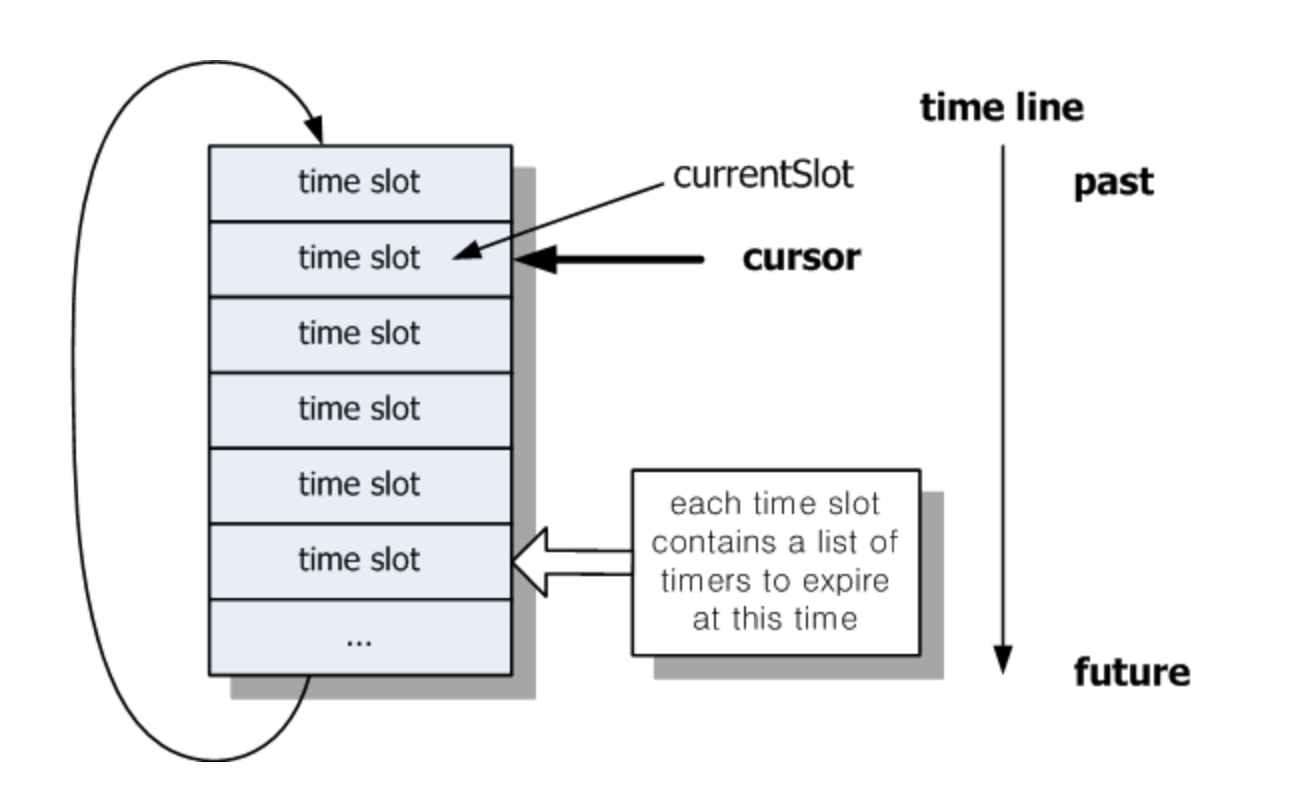 time line
time slot
currentSlot
past
time slot
cursor
time slot
time slot
time slot
each time slot
contains a list of
timers to expire
at this time
time slot
...
future